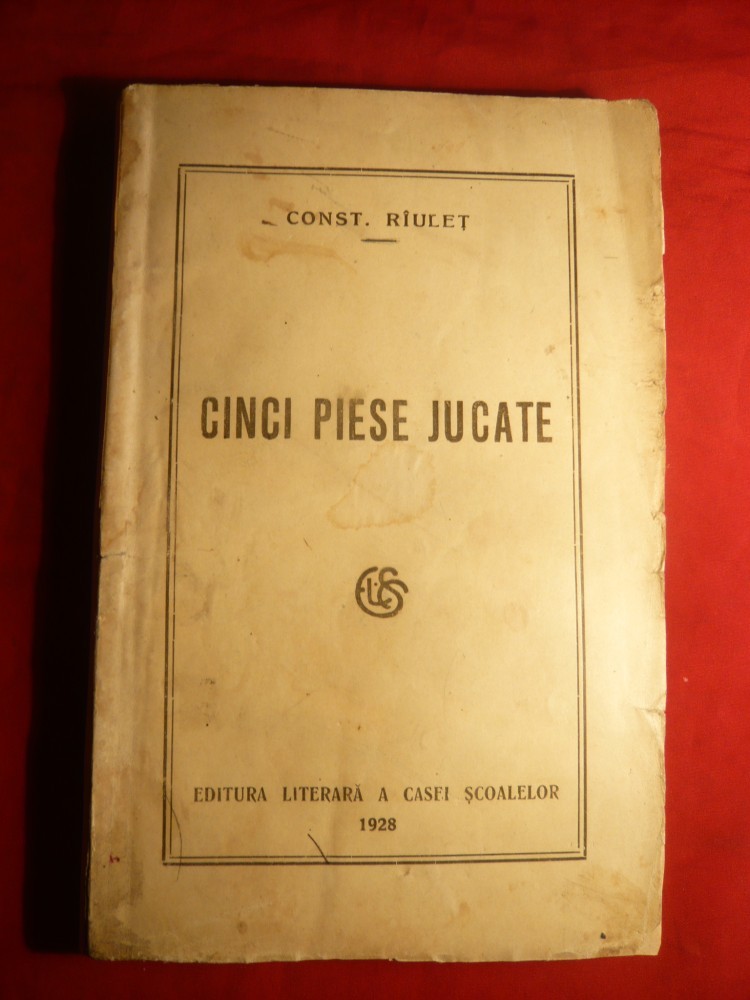 CONST. RÎULEȚ
CINCI PIESE JUCATE
EDITURA LITERARĂ A CASEI ȘCOALELOR
1928